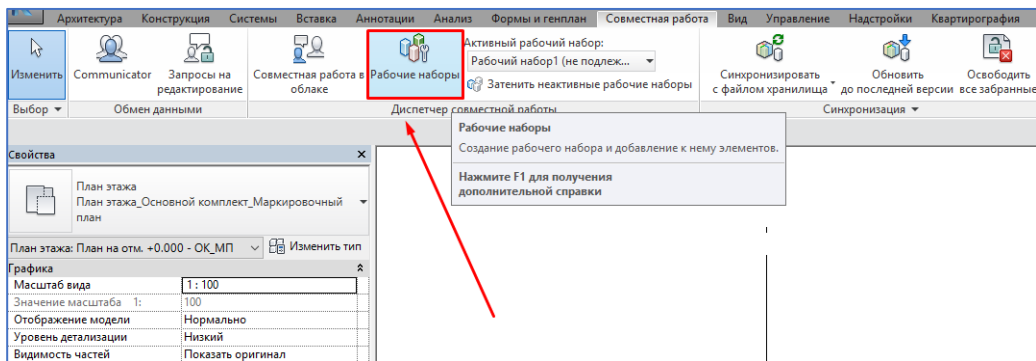 Архитектура Конструкция Системы Вставка Аннотации Анализ Формы и генплан Совместная работа Вид Управление Надстройки Квартирография
Изменить
Communicator
Запросы на
редактирование
Совместная работа в
облаке
Рабочие наборы
Активный рабочий набор:
Рабочий набор1 (не подлеж...
Затенить неактивные рабочие наборы
Синхронизировать
с файлом хранилища
Обновить
до последней версии
Освободить
все забранные
Выбор Обмен данными Диспетчер совместной работы Синхронизация
Рабочие наборы
Создание рабочего набора и добавление к нему элементов.
Нажмите F1 для получения
дополнительной справки
Свойства
План этажа
План этажа_Основной комплект_Маркировочный
план
План этажа: План на отм. +0.000 - ОК_МП Изменить тип
Графика
Масштаб вида 1 : 100
Значение масштаба 1: 100
Отображение модели Нормально
Уровень детализации Низкий
Видимость частей Показать оригинал